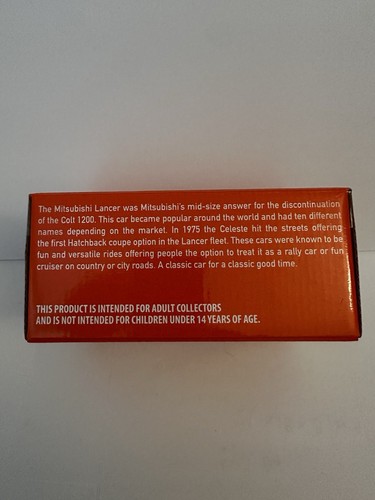 The Mitsubishi Lancer was Mitsubishi's mid-size answer for the discontinuation
of the Colt 1200. This car became popular around the world and had ten different
names depending on the market. In 1975 the Celeste hit the streets offering
the first Hatchback coupe option in the Lancer fleet. These cars were known to be
fun and versatile rides offering people the option to treat it as a rally car or fun
cruiser on country or city roads. A classic car for a classic good time.
THIS PRODUCT IS INTENDED FOR ADULT COLLECTORS
AND IS NOT INTENDED FOR CHILDREN UNDER 14 YEARS OF AGE.